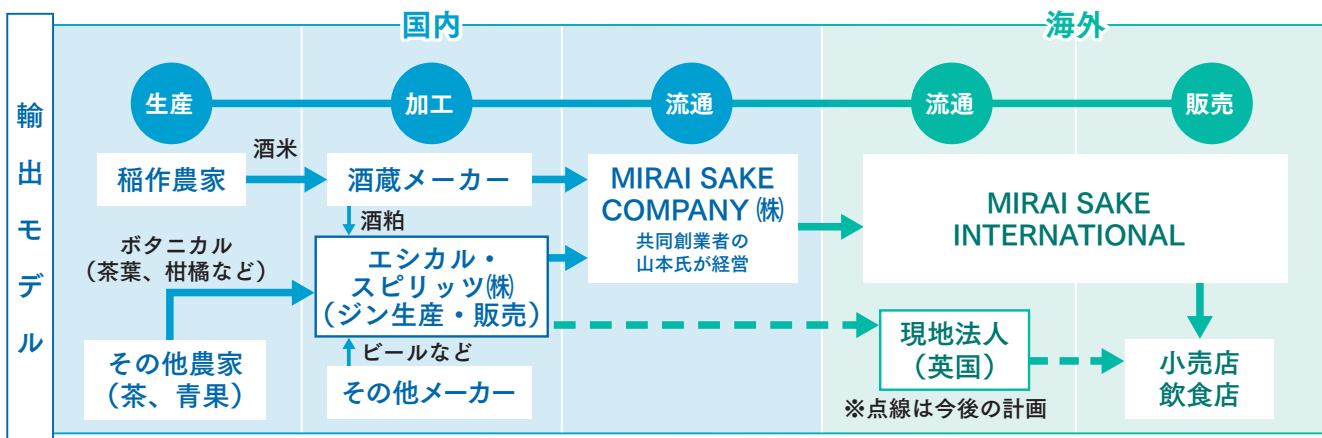 輸出モデル
国内
海外
生産
加工
流通
流通
販売
稲作農家
酒米
酒蔵メーカー
酒粕
MIRAI SAKE
COMPANY ㈱
共同創業者の
山本氏が経営
MIRAI SAKE
INTERNATIONAL
ボタニカル
（茶葉、柑橘など）
エシカル・
スピリッツ㈱
（ジン生産・販売）
その他農家
（茶、青果）
ビールなど
その他メーカー
現地法人
（英国）
※点線は今後の計画
小売店
飲食店